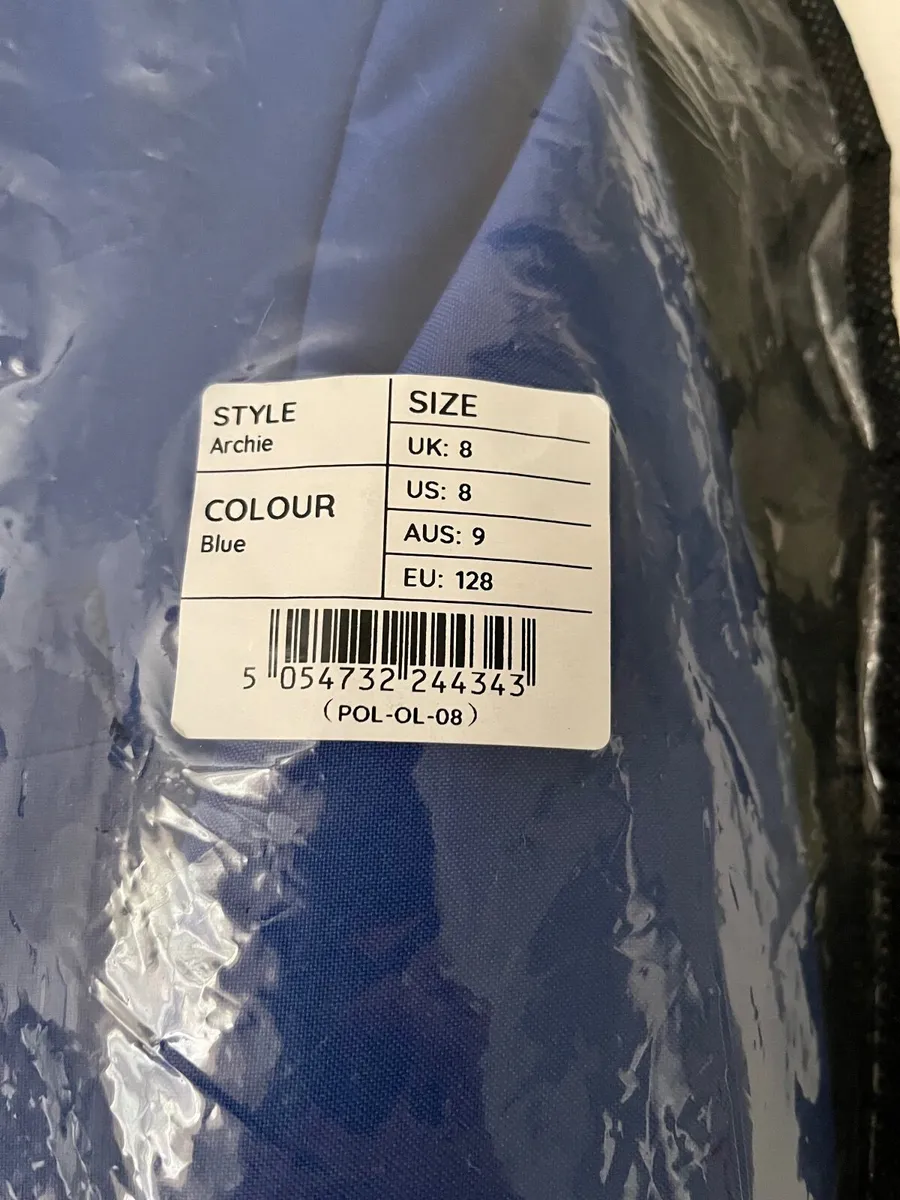 STYLE
Archie
COLOUR
Blue
SIZE
UK: 8
US: 8
AUS: 9
EU: 128
5 054732 244343
(POL-OL-08)